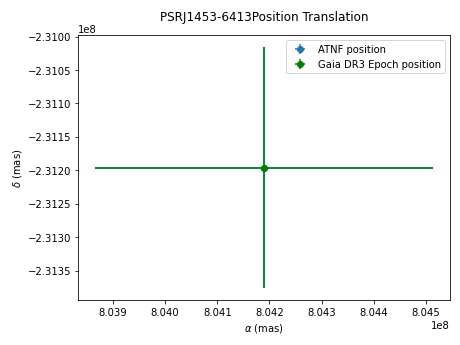 PSRJ1453-6413Position Translation
1e8
−2.3100
−2.3105
−2.3110
−2.3115
−2.3120
−2.3125
−2.3130
−2.3135
δ (mas)
ATNF position
Gaia DR3 Epoch position
8.039 8.040 8.041 8.042 8.043 8.044 8.045
1e8
α (mas)